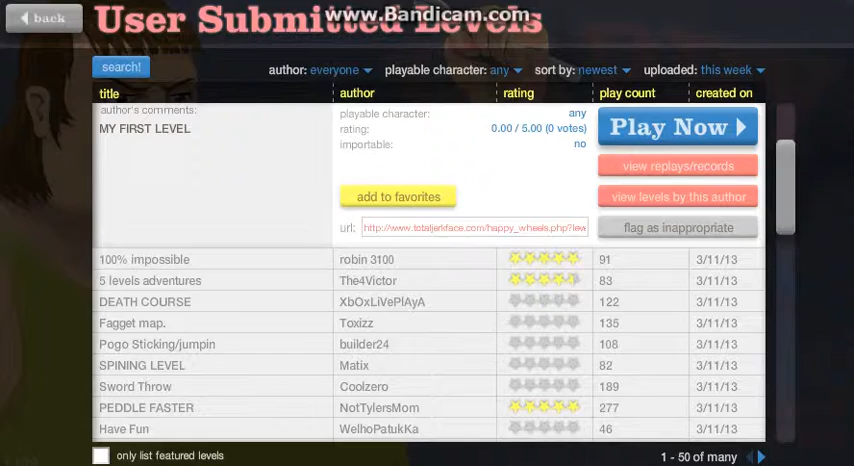 back
User Submitted Levels
www.Bandicam.com
search!
author: everyone playable character: any sort by: newest uploaded: this week
title author rating play count created on
author's comments:
MY FIRST LEVEL
playable character: any
rating: 0.00 / 5.00 (0 votes)
importable: no
add to favorites
url: http://www.totaljerkface.com/happy_wheels.php?lev
Play Now
view replays/records
view levels by this author
flag as inappropriate
100% impossible robin 3100 91 3/11/13
5 levels adventures The4Victor 83 3/11/13
DEATH COURSE XbOxLiVePlAyA 122 3/11/13
Fagget map. Toxizz 135 3/11/13
Pogo Sticking/jumpin builder24 108 3/11/13
SPINING LEVEL Matix 82 3/11/13
Sword Throw Coolzero 189 3/11/13
PEDDLE FASTER NotTylersMom 277 3/11/13
Have Fun WelhoPatukKa 46 3/11/13
only list featured levels
1 - 50 of many